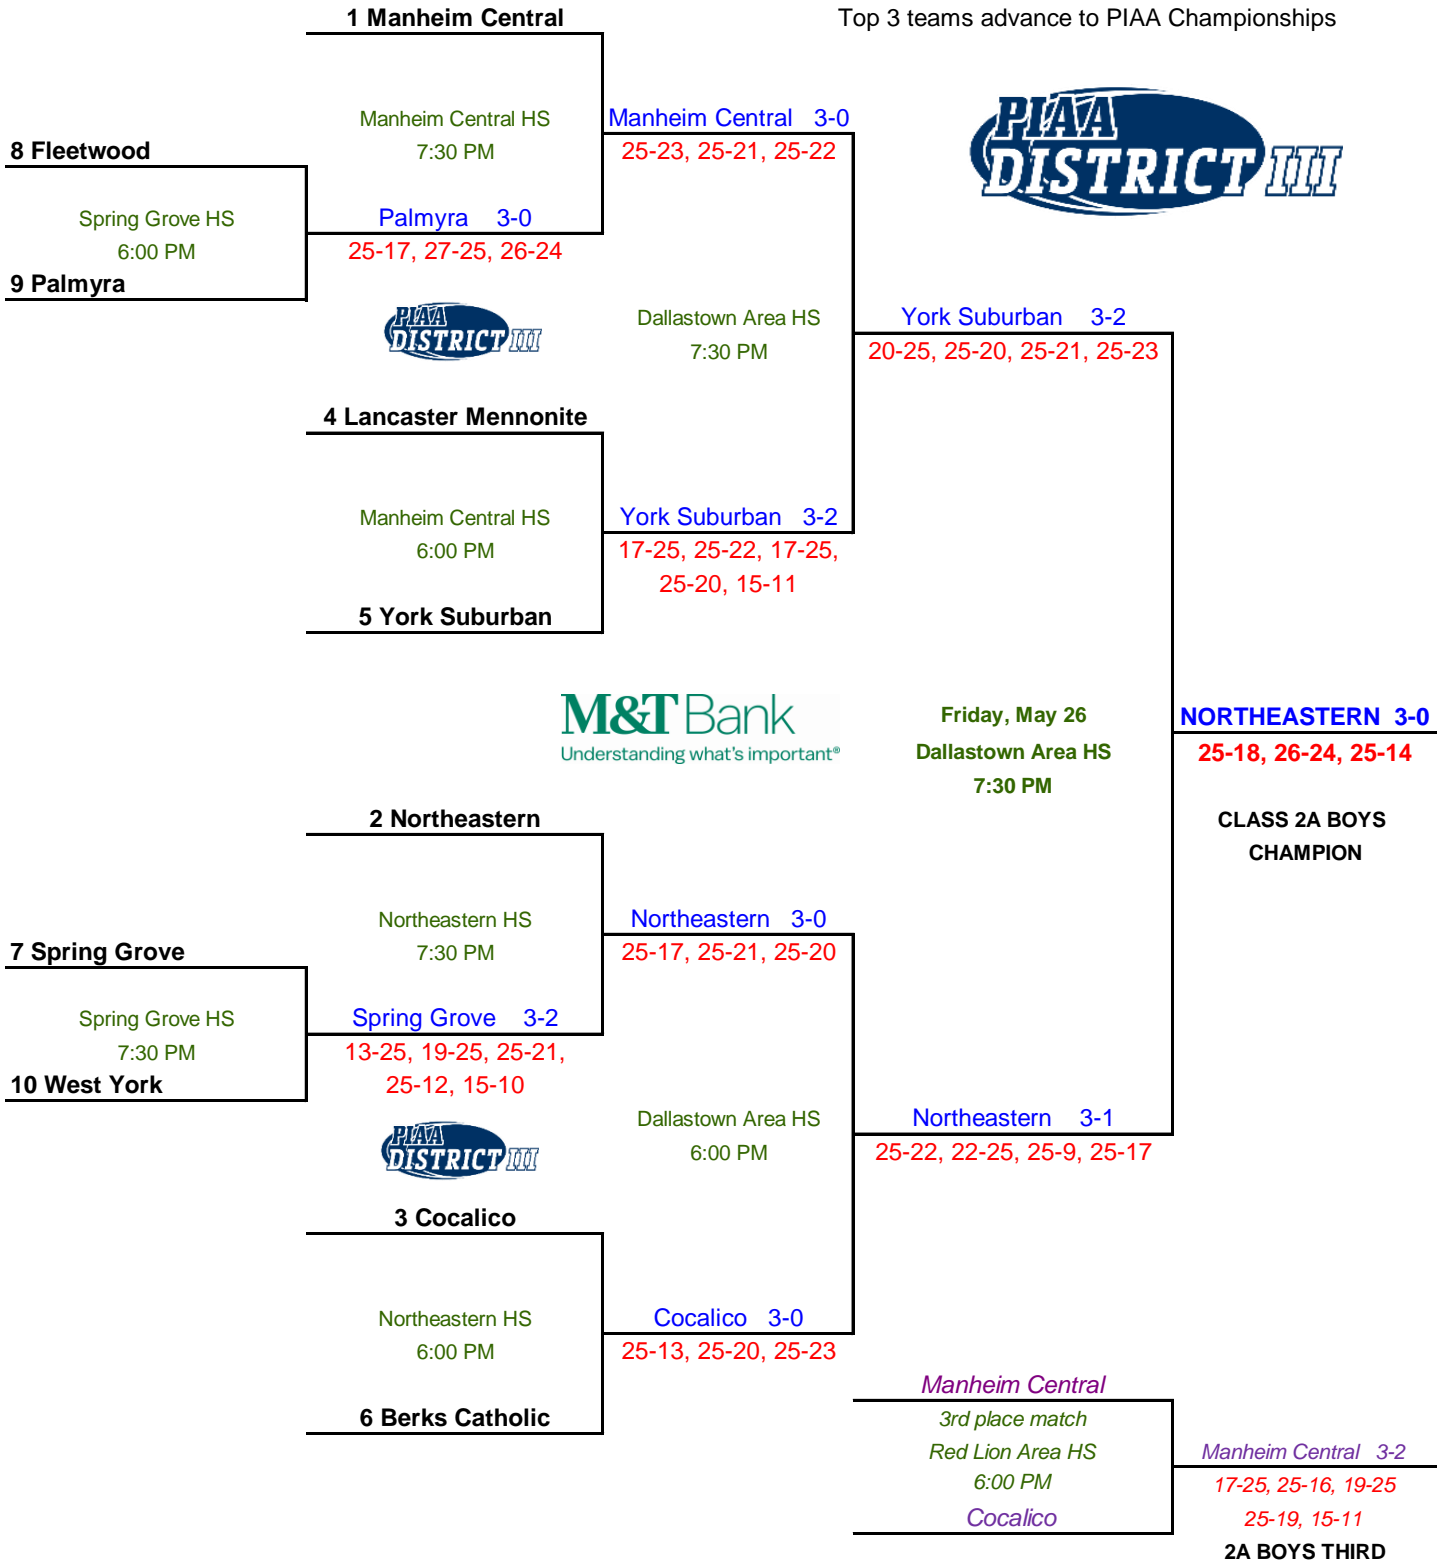 1 Manheim Central
Top 3 teams advance to PIAA Championships
PIAA
DISTRICT III
Manheim Central HS
7:30 PM
Manheim Central 3-0
25-23, 25-21, 25-22
8 Fleetwood
Spring Grove HS
6:00 PM
Palmyra 3-0
25-17, 27-25, 26-24
9 Palmyra
PIAA
DISTRICT III
Dallastown Area HS
7:30 PM
York Suburban 3-2
20-25, 25-20, 25-21, 25-23
4 Lancaster Mennonite
Manheim Central HS
6:00 PM
York Suburban 3-2
17-25, 25-22, 17-25,
25-20, 15-11
5 York Suburban
M&T Bank
Understanding what's important®
Friday, May 26
Dallastown Area HS
7:30 PM
NORTHEASTERN 3-0
25-18, 26-24, 25-14
CLASS 2A BOYS
CHAMPION
2 Northeastern
Northeastern HS
7:30 PM
Northeastern 3-0
25-17, 25-21, 25-20
7 Spring Grove
Spring Grove HS
7:30 PM
Spring Grove 3-2
13-25, 19-25, 25-21,
25-12, 15-10
10 West York
PIAA
DISTRICT III
Dallastown Area HS
6:00 PM
Northeastern 3-1
25-22, 22-25, 25-9, 25-17
3 Cocalico
Northeastern HS
6:00 PM
Cocalico 3-0
25-13, 25-20, 25-23
6 Berks Catholic
Manheim Central
3rd place match
Red Lion Area HS
6:00 PM
Cocalico
Manheim Central 3-2
17-25, 25-16, 19-25
25-19, 15-11
2A BOYS THIRD